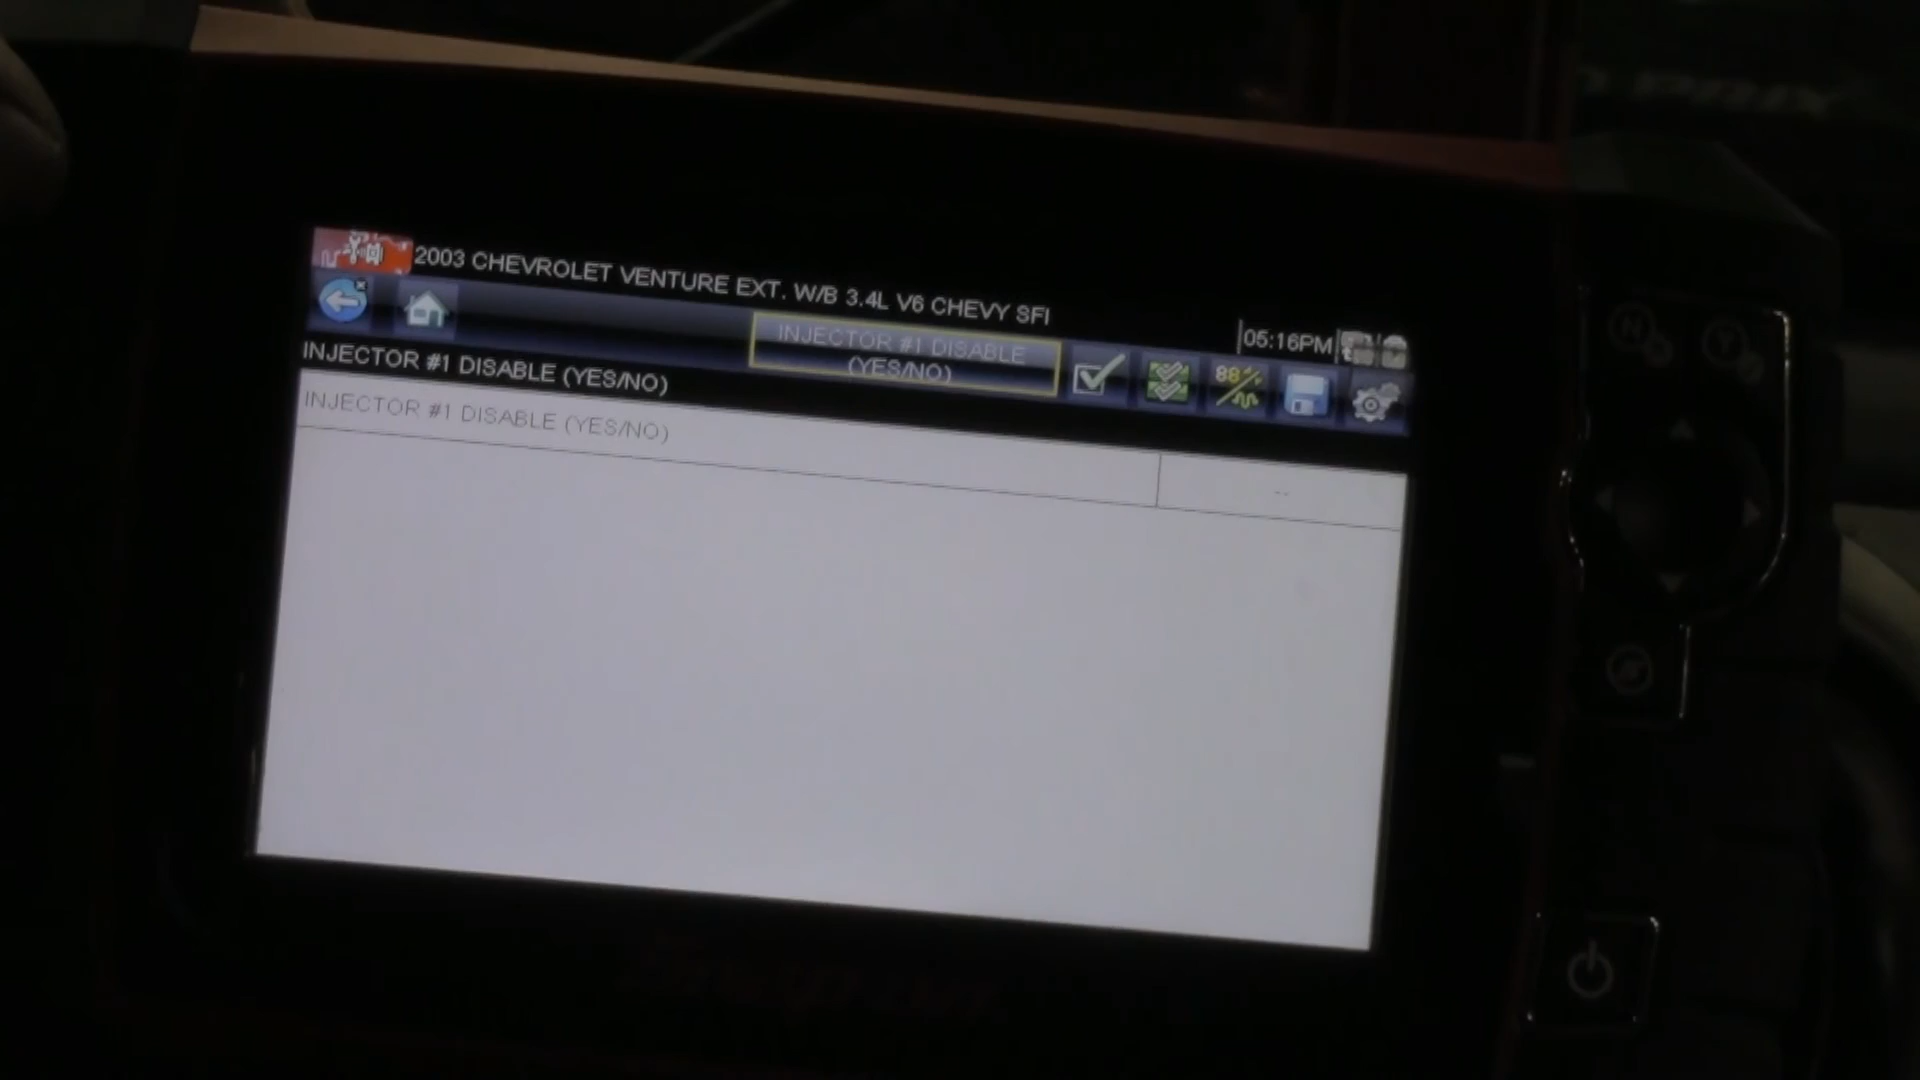 2003 CHEVROLET VENTURE EXT. W/B 3.4L V6 CHEVY SFI
05:16PM
INJECTOR #1 DISABLE
(YES/NO)
INJECTOR #1 DISABLE (YES/NO)
INJECTOR #1 DISABLE (YES/NO)
--
N
Y